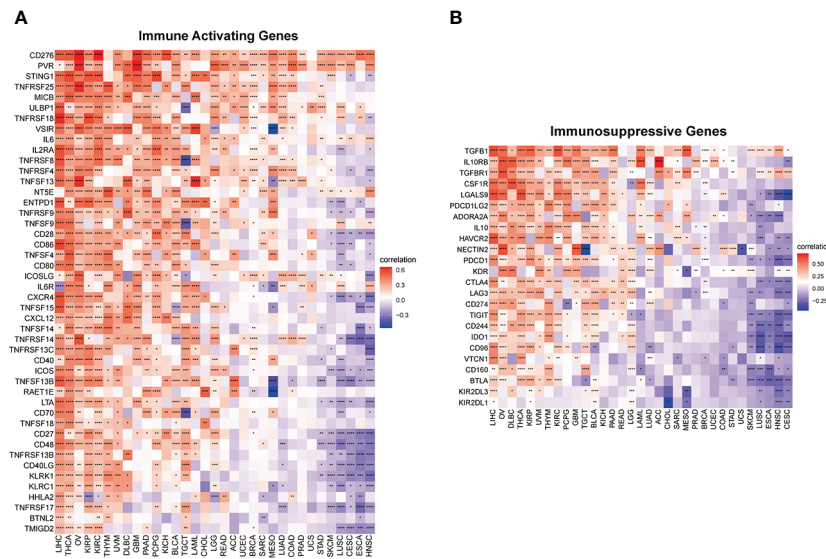 A
B
Immune Activating Genes
CD276
PVR
STING1
TNFRSF25
MICB
ULBP1
TNFRSF18
VSIR
IL6
IL2RA
TNFRSF8
TNFRSF4
TNFSF13
NT5E
ENTPD1
TNFRSF9
TNFSF9
CD28
CD86
TNFSF4
CD80
ICOSLG
IL6R
CXCR4
TNFSF15
CXCL12
TNFSF14
TNFRSF14
TNFRSF13C
CD40
ICOS
TNFSF13B
RAET1E
LTA
CD70
TNFSF18
CD27
CD48
TNFRSF13B
CD40LG
KLRK1
KLRC1
HHLA2
TNFRSF17
BTNL2
TMIGD2
LIHC THCA OV KIRP KIRC THYM UVM DLBC GBM PAAD PCPG KICH BLCA TGCT LAML CHOL LGG READ ACC UCEC BRCA SARC MESO LUAD COAD PRAD UCS STAD SKCM LUSC CESC ESCA HNSC
correlation
0.6
0.3
0.0
-0.3
Immunosuppressive Genes
TGFB1
IL10RB
TGFBR1
CSF1R
LGALS9
PDCD1LG2
ADORA2A
IL10
HAVCR2
NECTIN2
PDCD1
KDR
CTLA4
LAG3
CD274
TIGIT
CD244
IDO1
CD96
VTCN1
CD160
BTLA
KIR2DL3
KIR2DL1
LIHC OV DLBC THCA KIRP UVM THYM KIRC PCPG GBM TGCT BLCA KICH PAAD READ LGG LAML LUAD ACC CHOL SARC MESO PRAD BRCA UCEC COAD STAD UCS SKCM LUSC ESCA HNSC CESC
correlation
0.50
0.25
0.00
-0.25